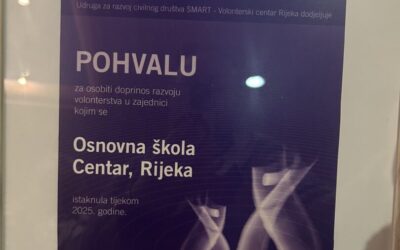 Udruga za razvoj civilnog društva SMART - Volonterski centar Rijeka dodjeljuje
POHVALU
za osobiti doprinos razvoju
volonterstva u zajednici
kojim se
Osnovna škola
Centar, Rijeka
istaknula tijekom
2025. godine.